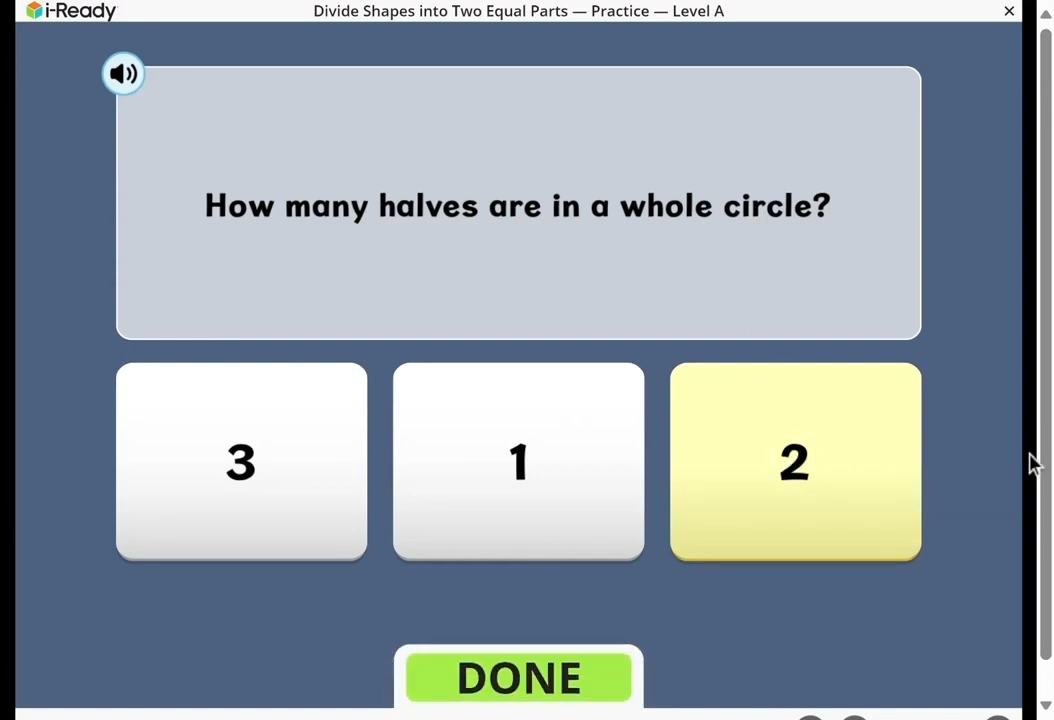 i-Ready
Divide Shapes into Two Equal Parts — Practice — Level A
How many halves are in a whole circle?
3
1
2
DONE